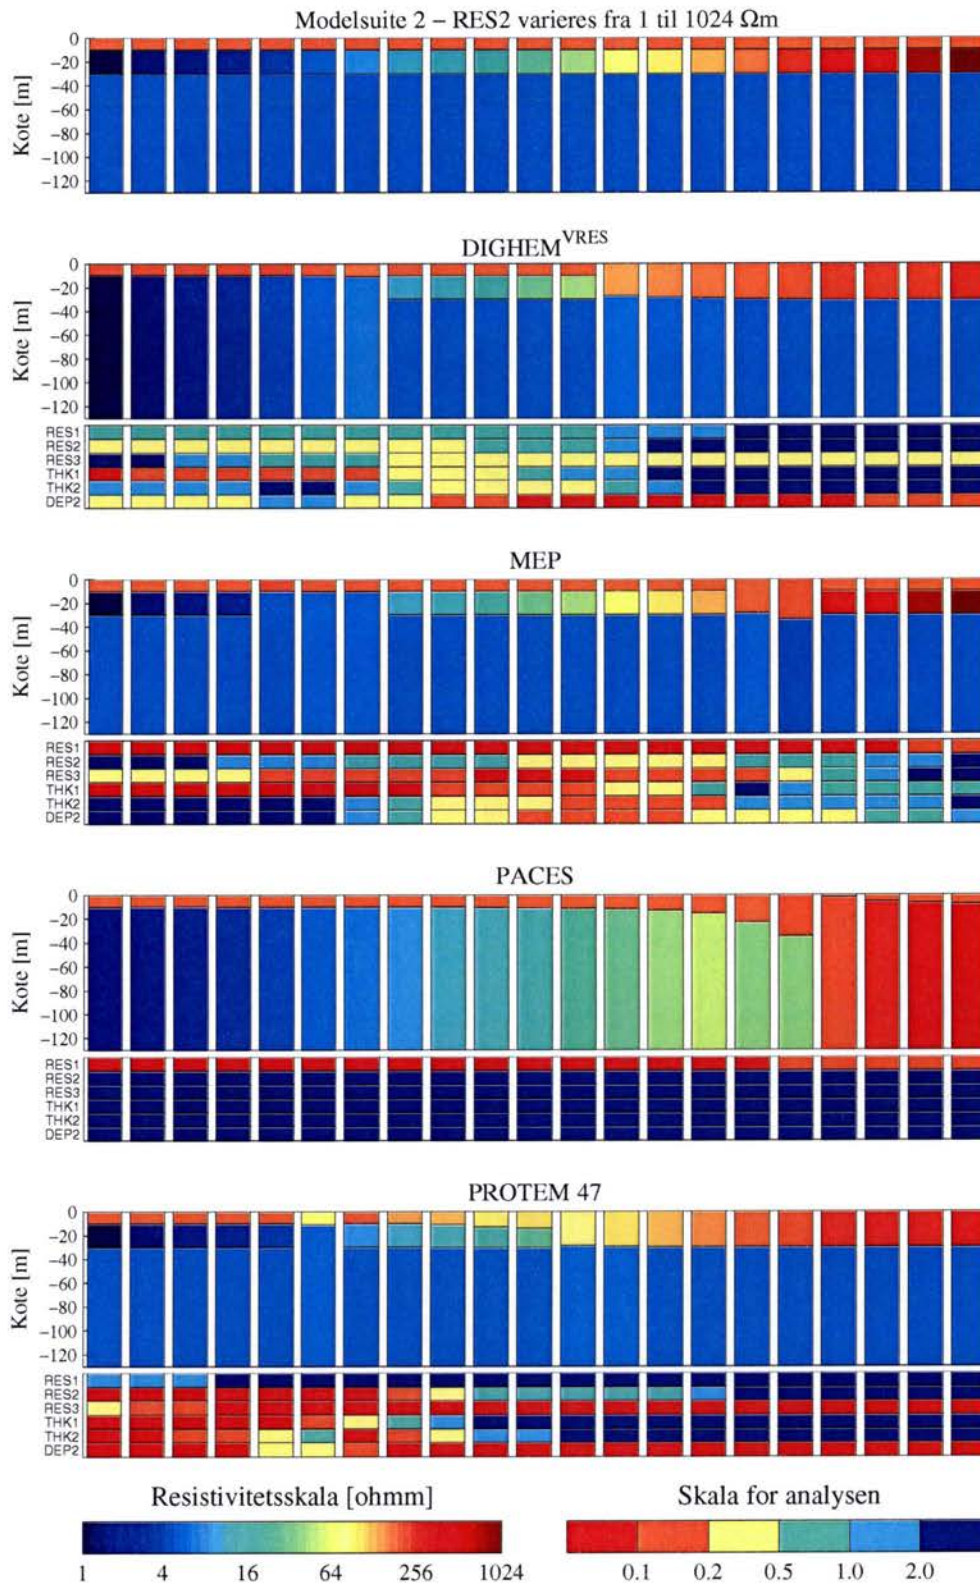 Modelsuite 2 – RES2 varieres fra 1 til 1024 Ωm
Kote [m]
0
−20
−40
−60
−80
−100
−120
DIGHEM^VRES
Kote [m]
0
−20
−40
−60
−80
−100
−120
RES1
RES2
RES3
THK1
THK2
DEP2
MEP
Kote [m]
0
−20
−40
−60
−80
−100
−120
RES1
RES2
RES3
THK1
THK2
DEP2
PACES
Kote [m]
0
−20
−40
−60
−80
−100
−120
RES1
RES2
RES3
THK1
THK2
DEP2
PROTEM 47
Kote [m]
0
−20
−40
−60
−80
−100
−120
RES1
RES2
RES3
THK1
THK2
DEP2
Resistivitetsskala [ohmm]
1 4 16 64 256 1024
Skala for analysen
0.1 0.2 0.5 1.0 2.0